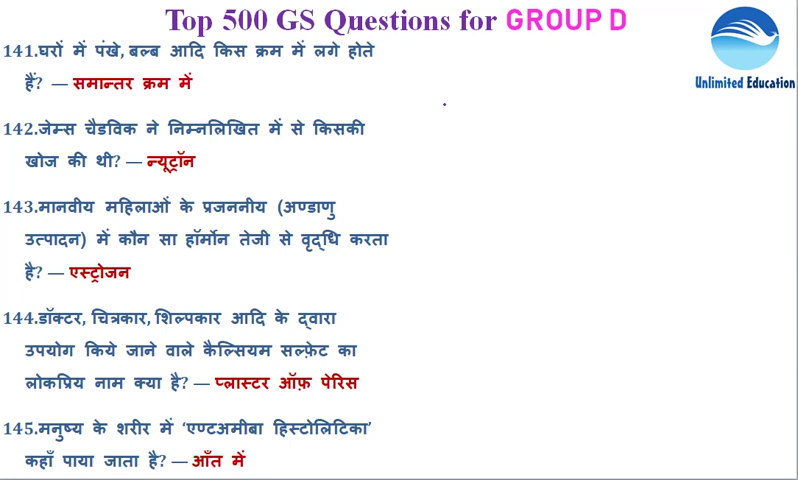 Top 500 GS Questions for GROUP D
Unlimited Education
141.घरों में पंखे, बल्ब आदि किस क्रम में लगे होते
हैं? — समान्तर क्रम में
142.जेम्स चैडविक ने निम्नलिखित में से किसकी
खोज की थी? — न्यूट्रॉन
143.मानवीय महिलाओं के प्रजननीय (अण्डाणु
उत्पादन) में कौन सा हॉर्मोन तेजी से वृद्धि करता
है? — एस्ट्रोजन
144.डॉक्टर, चित्रकार, शिल्पकार आदि के द्वारा
उपयोग किये जाने वाले कैल्सियम सल्फ़ेट का
लोकप्रिय नाम क्या है? — प्लास्टर ऑफ़ पेरिस
145.मनुष्य के शरीर में ‘एण्टअमीबा हिस्टोलिटिका’
कहाँ पाया जाता है? — आँत में